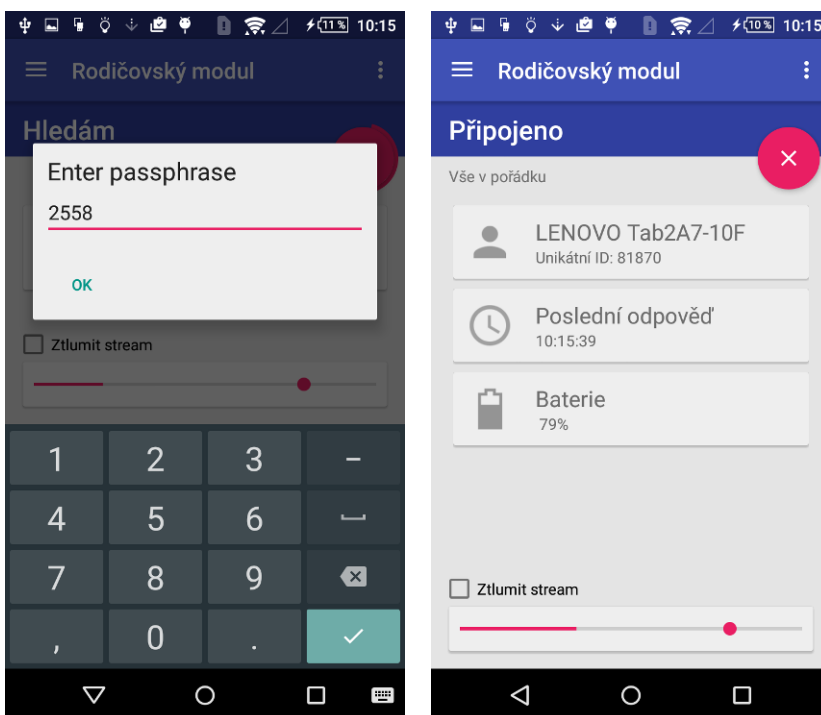 11% 10:15
Rodičovský modul
Hledám
Enter passphrase
2558
OK
Ztlumit stream
1 2 3 –
4 5 6
7 8 9
, 0 .
10% 10:15
Rodičovský modul
Připojeno
Vše v pořádku
LENOVO Tab2A7-10F
Unikátní ID: 81870
Poslední odpověď
10:15:39
Baterie
79%
Ztlumit stream